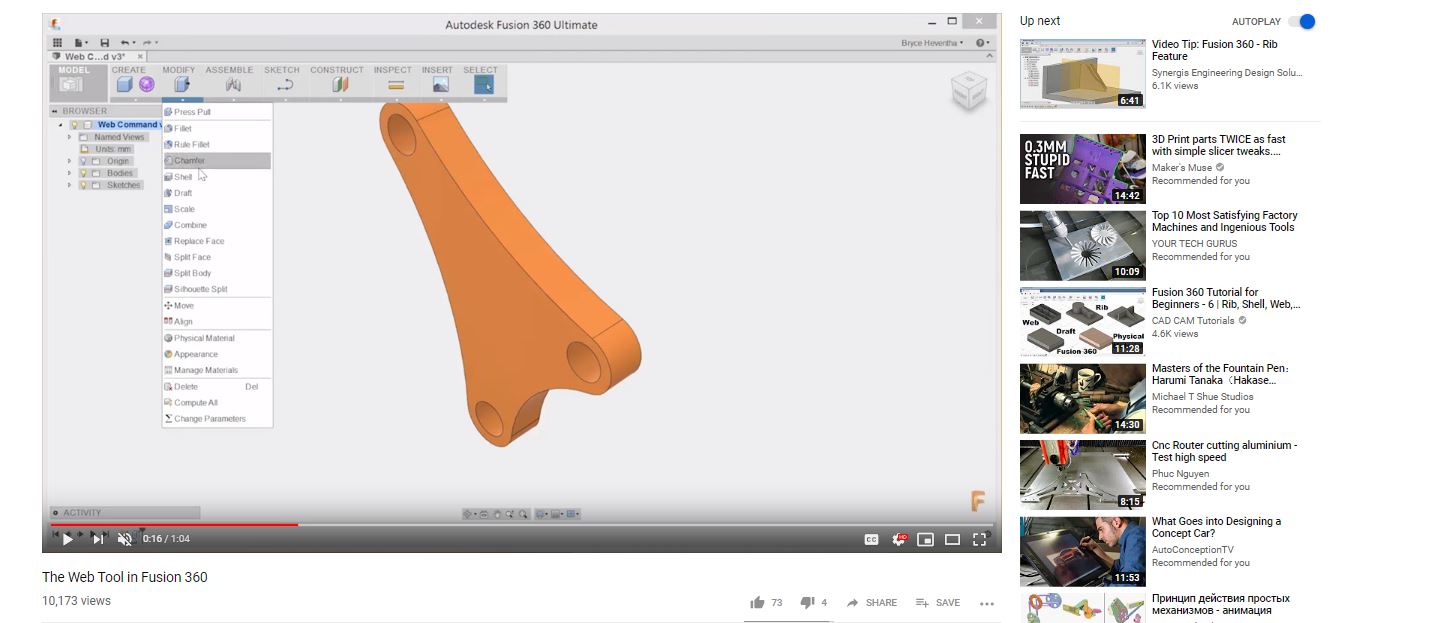 Autodesk Fusion 360 Ultimate
Bryce Heventha
Web C...d v3*
MODEL
CREATE
MODIFY
ASSEMBLE
SKETCH
CONSTRUCT
INSPECT
INSERT
SELECT
BROWSER
Web Command v
Named Views
Units: mm
Origin
Bodies
Sketches
Press Pull
Fillet
Rule Fillet
Chamfer
Shell
Draft
Scale
Combine
Replace Face
Split Face
Split Body
Silhouette Split
Move
Align
Physical Material
Appearance
Manage Materials
Delete Del
Compute All
Change Parameters
ACTIVITY
0:16 / 1:04
CC
HD
The Web Tool in Fusion 360
10,173 views
73
4
SHARE
SAVE
Up next
AUTOPLAY
6:41
Video Tip: Fusion 360 - Rib
Feature
Synergis Engineering Design Solu...
6.1K views
0.3MM
STUPID
FAST
14:42
3D Print parts TWICE as fast
with simple slicer tweaks....
Maker's Muse
Recommended for you
10:09
Top 10 Most Satisfying Factory
Machines and Ingenious Tools
YOUR TECH GURUS
Recommended for you
Rib
Web
Draft
Physical
Fusion 360
11:28
Fusion 360 Tutorial for
Beginners - 6 | Rib, Shell, Web,...
CAD CAM Tutorials
4.6K views
14:30
Masters of the Fountain Pen:
Harumi Tanaka（Hakase...
Michael T Shue Studios
Recommended for you
8:15
Cnc Router cutting aluminium -
Test high speed
Phuc Nguyen
Recommended for you
11:53
What Goes into Designing a
Concept Car?
AutoConceptionTV
Recommended for you
Принцип действия простых
механизмов - анимация